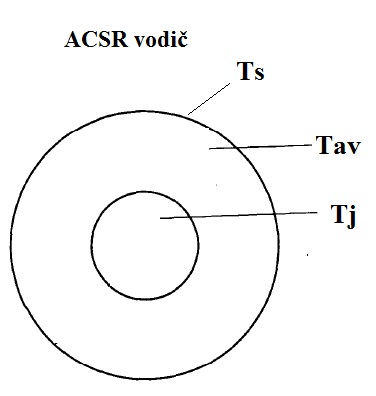 ACSR vodič
Ts
Tav
Tj